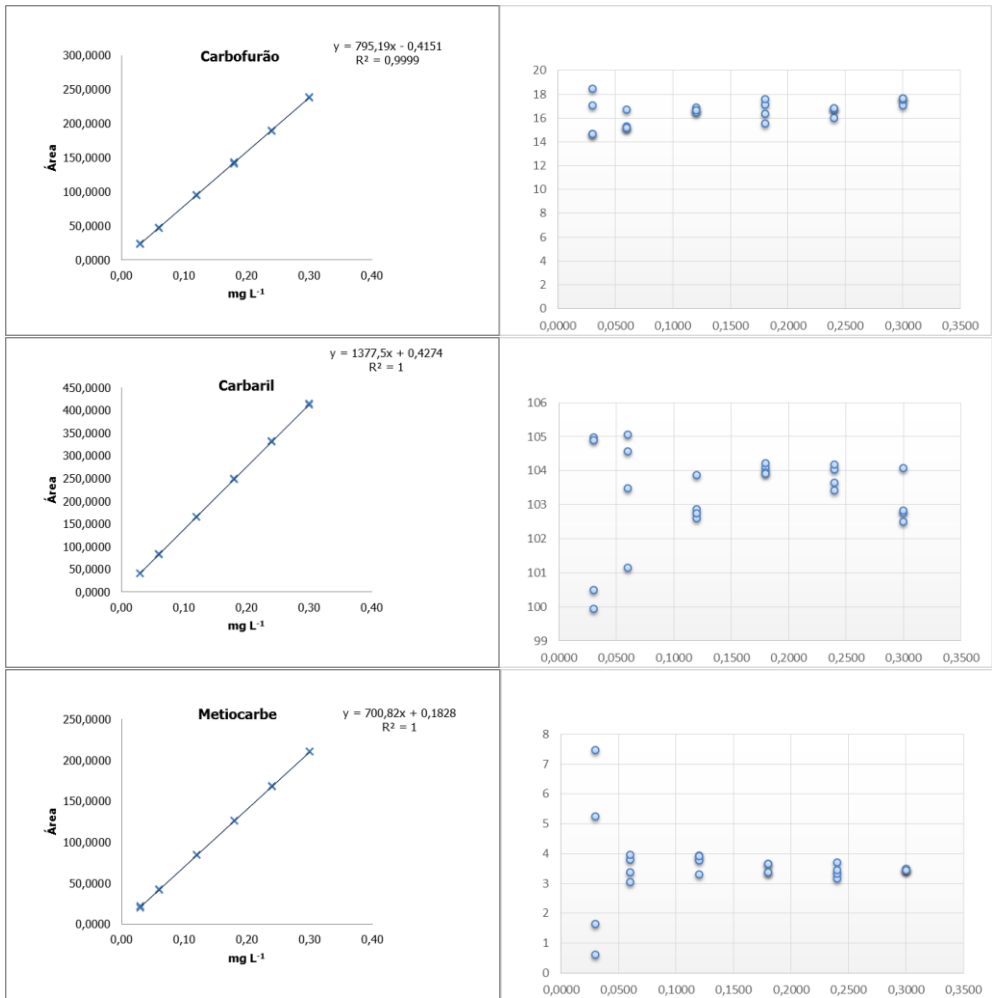 Carbofurão
y = 795,19x - 0,4151
R² = 0,9999
300,0000
250,0000
200,0000
150,0000
100,0000
50,0000
0,0000
Área
0,00 0,10 0,20 0,30 0,40
mg L⁻¹
20
18
16
14
12
10
8
6
4
2
0
0,0000 0,0500 0,1000 0,1500 0,2000 0,2500 0,3000 0,3500
Carbaril
y = 1377,5x + 0,4274
R² = 1
450,0000
400,0000
350,0000
300,0000
250,0000
200,0000
150,0000
100,0000
50,0000
0,0000
Área
0,00 0,10 0,20 0,30 0,40
mg L⁻¹
106
105
104
103
102
101
100
99
0,0000 0,0500 0,1000 0,1500 0,2000 0,2500 0,3000 0,3500
Metiocarbe
y = 700,82x + 0,1828
R² = 1
250,0000
200,0000
150,0000
100,0000
50,0000
0,0000
Área
0,00 0,10 0,20 0,30 0,40
mg L⁻¹
8
7
6
5
4
3
2
1
0
0,0000 0,0500 0,1000 0,1500 0,2000 0,2500 0,3000 0,3500